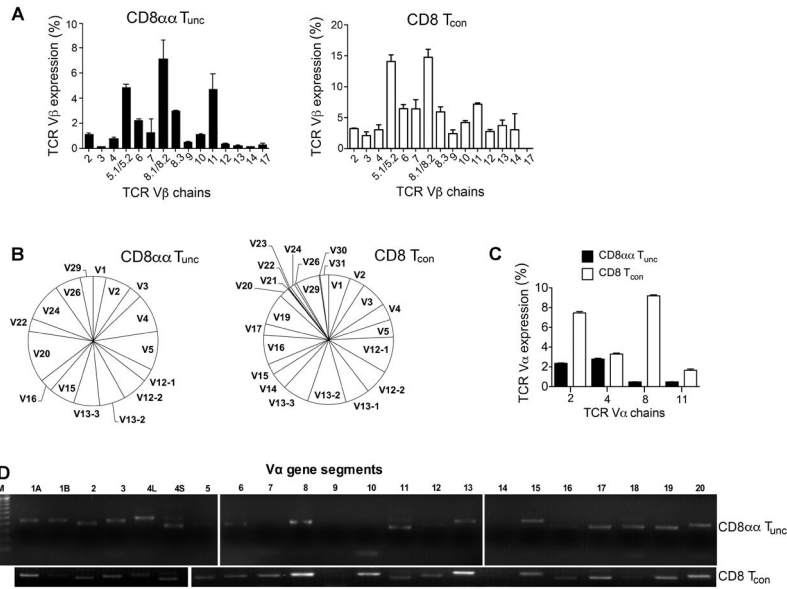 A
CD8αα Tunc
TCR Vβ expression (%)
10
8
6
4
2
0
2 3 4 5.1/5.2 6 7 8.1/8.2 8.3 9 10 11 12 13 14 17
TCR Vβ chains
CD8 Tcon
TCR Vβ expression (%)
20
15
10
5
0
2 3 4 5.1/5.2 6 7 8.1/8.2 8.3 9 10 11 12 13 14 17
TCR Vβ chains
B
CD8αα Tunc
V29 V1
V26 V2 V3
V24 V4
V22
V20 V5
V16 V15 V12-1
V12-2
V13-3 V13-2
CD8 Tcon
V23 V24 V30
V22 V26 V31
V21 V29 V1 V2
V20 V3
V19 V4
V17 V5
V16 V12-1
V15
V14 V12-2
V13-3 V13-2 V13-1
C
CD8αα Tunc
CD8 Tcon
TCR Vα expression (%)
10
8
6
4
2
0
2 4 8 11
TCR Vα chains
D
Vα gene segments
M 1A 1B 2 3 4L 4S 5 6 7 8 9 10 11 12 13 14 15 16 17 18 19 20
CD8αα Tunc
CD8 Tcon